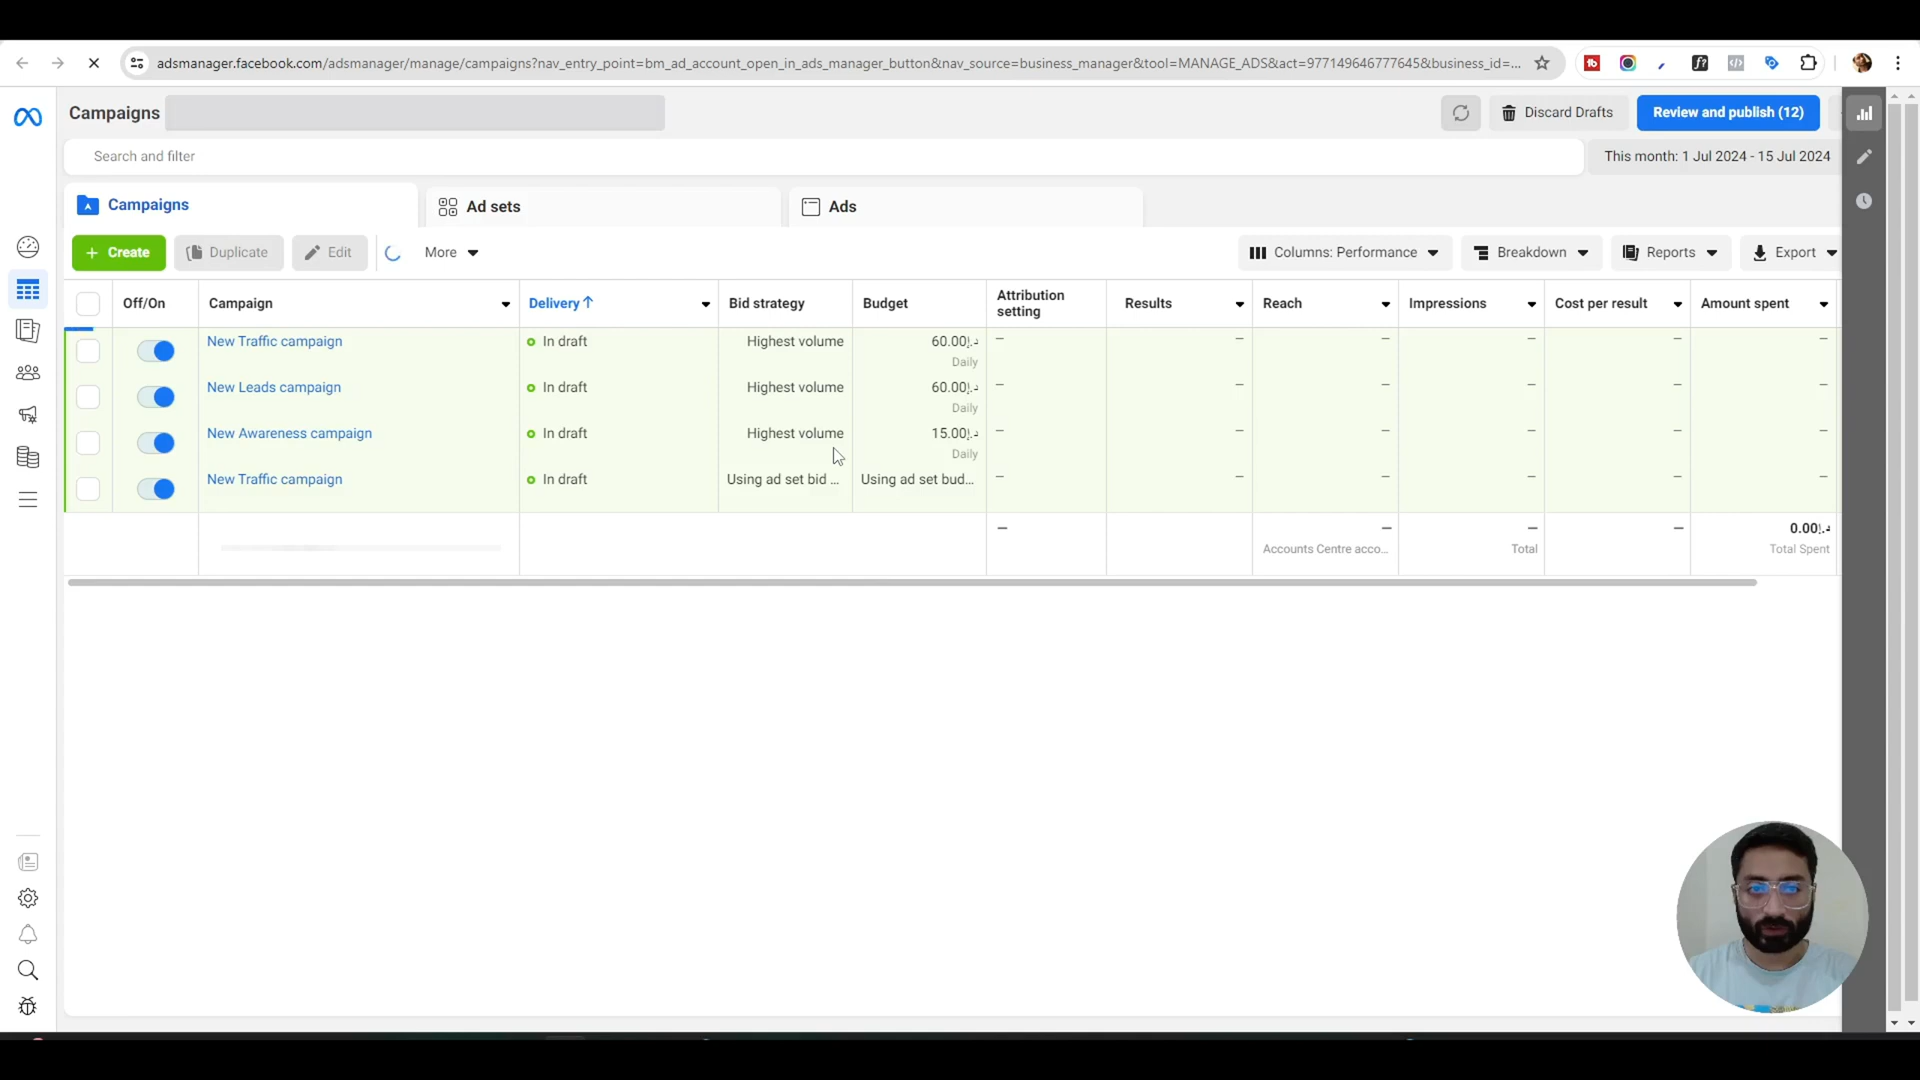 adsmanager.facebook.com/adsmanager/manage/campaigns?nav_entry_point=bm_ad_account_open_in_ads_manager_button&nav_source=business_manager&tool=MANAGE_ADS&act=977149646777645&business_id=...
Campaigns
Discard Drafts
Review and publish (12)
Search and filter
This month: 1 Jul 2024 - 15 Jul 2024
Campaigns
Ad sets
Ads
+ Create
Duplicate
Edit
More
Columns: Performance
Breakdown
Reports
Export
Off/On
Campaign
Delivery ↑
Bid strategy
Budget
Attribution
setting
Results
Reach
Impressions
Cost per result
Amount spent
New Traffic campaign
In draft
Highest volume
60.00د.إ.
—
—
—
—
—
—
Daily
New Leads campaign
In draft
Highest volume
60.00د.إ.
—
—
—
—
—
—
Daily
New Awareness campaign
In draft
Highest volume
15.00د.إ.
—
—
—
—
—
—
Daily
New Traffic campaign
In draft
Using ad set bid ...
Using ad set bud...
—
—
—
—
—
—
—
—
—
—
0.00د.إ.
Accounts Centre acco...
Total
Total Spent